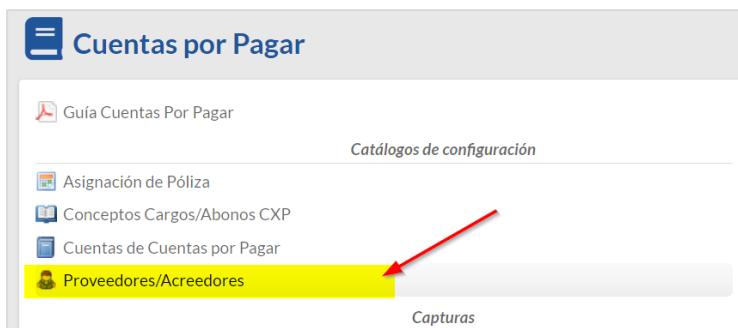 Cuentas por Pagar
Guía Cuentas Por Pagar
Catálogos de configuración
Asignación de Póliza
Conceptos Cargos/Abonos CXP
Cuentas de Cuentas por Pagar
Proveedores/Acreedores
Capturas